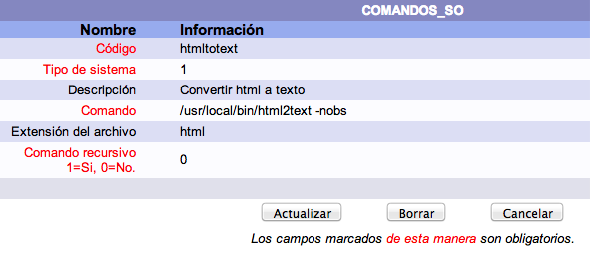 COMANDOS_SO
Nombre Información
Código htmltotext
Tipo de sistema 1
Descripción Convertir html a texto
Comando /usr/local/bin/html2text -nobs
Extensión del archivo html
Comando recursivo
1=Si, 0=No. 0
Actualizar Borrar Cancelar
Los campos marcados de esta manera son obligatorios.